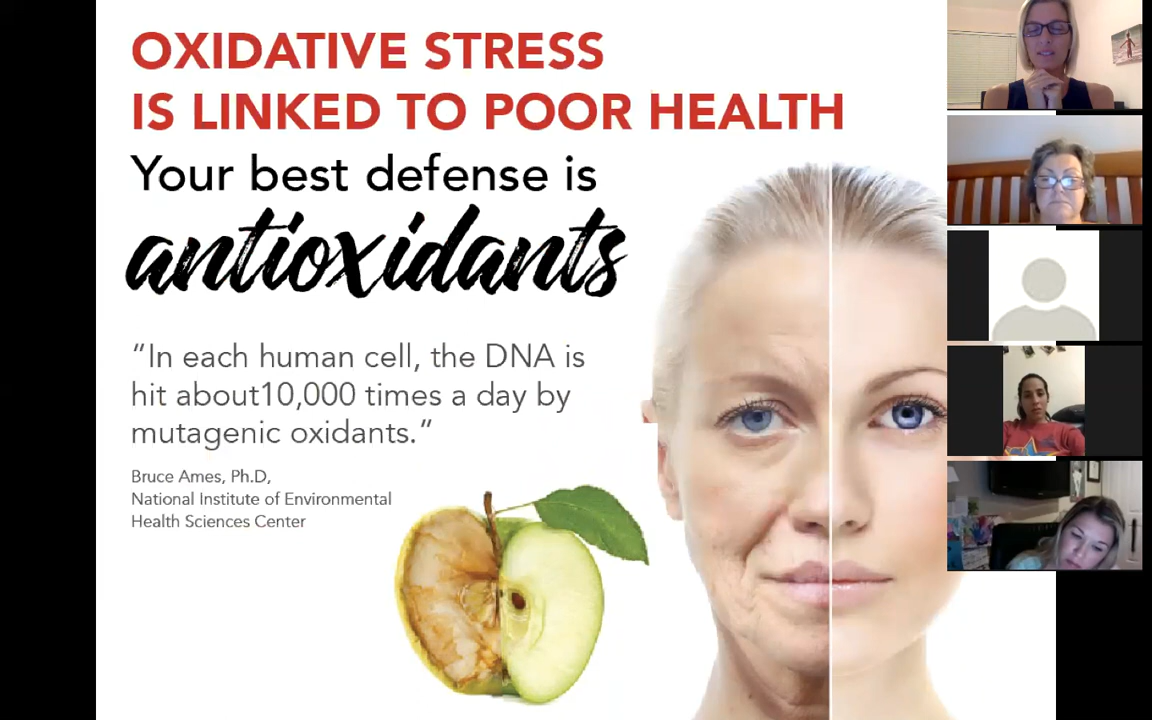 OXIDATIVE STRESS
IS LINKED TO POOR HEALTH
Your best defense is
antioxidants
“In each human cell, the DNA is
hit about10,000 times a day by
mutagenic oxidants.”
Bruce Ames, Ph.D,
National Institute of Environmental
Health Sciences Center